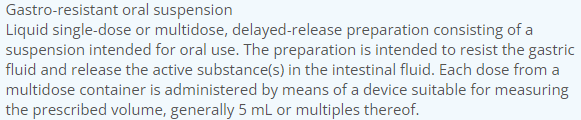 Gastro-resistant oral suspension
Liquid single-dose or multidose, delayed-release preparation consisting of a
suspension intended for oral use. The preparation is intended to resist the gastric
fluid and release the active substance(s) in the intestinal fluid. Each dose from a
multidose container is administered by means of a device suitable for measuring
the prescribed volume, generally 5 mL or multiples thereof.